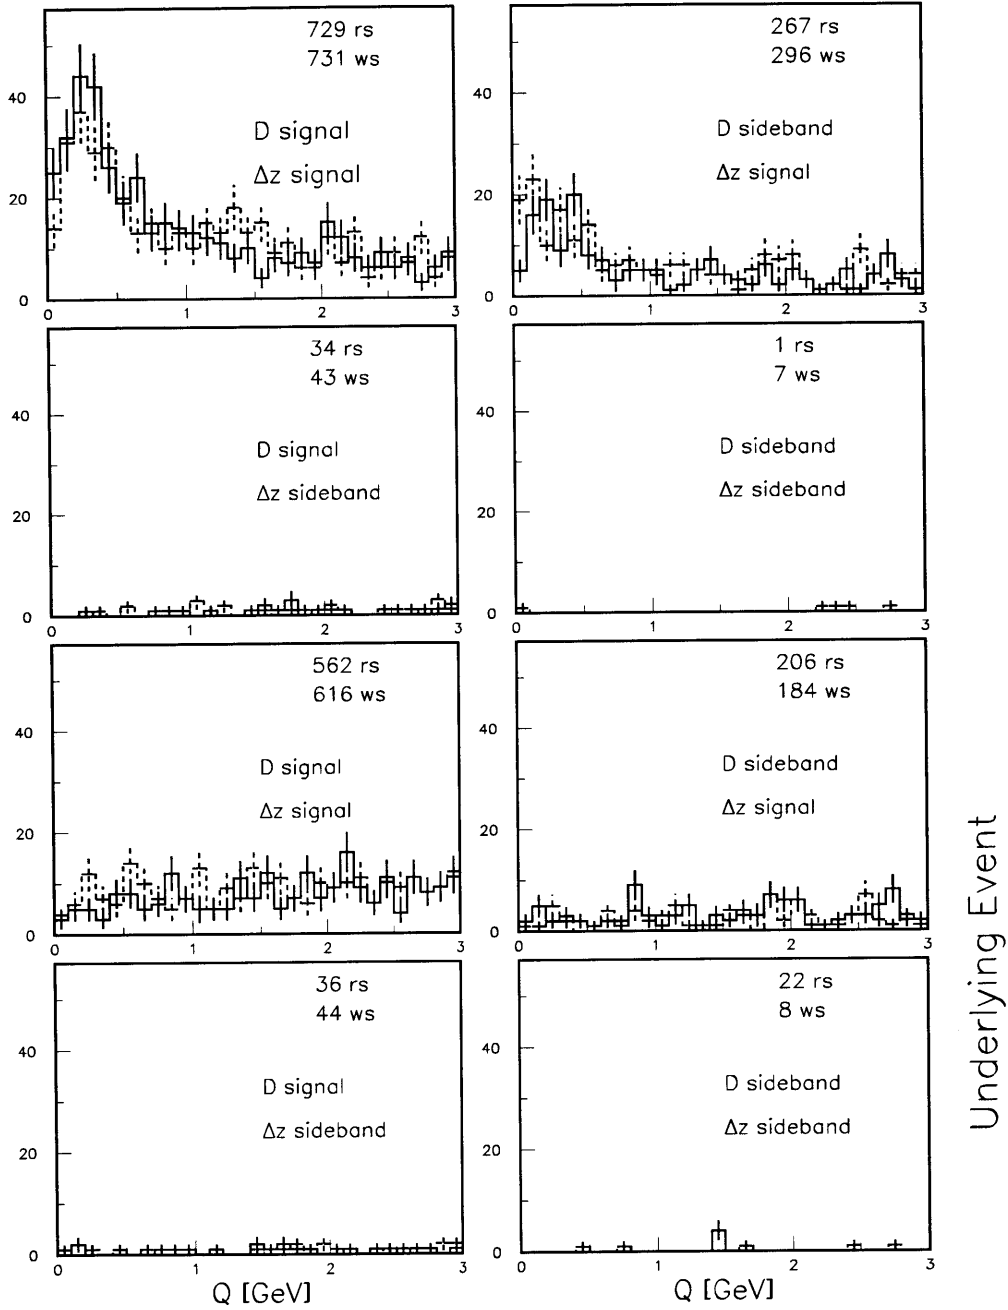 729 rs
731 ws
D signal
Δz signal
40
20
0
0
1
2
3
267 rs
296 ws
D sideband
Δz signal
40
20
0
0
1
2
3
34 rs
43 ws
D signal
Δz sideband
40
20
0
0
1
2
3
1 rs
7 ws
D sideband
Δz sideband
40
20
0
0
1
2
3
562 rs
616 ws
D signal
Δz signal
40
20
0
0
1
2
3
206 rs
184 ws
D sideband
Δz signal
40
20
0
0
1
2
3
36 rs
44 ws
D signal
Δz sideband
40
20
0
0
1
2
3
Q [GeV]
22 rs
8 ws
D sideband
Δz sideband
40
20
0
0
1
2
3
Q [GeV]
Underlying Event